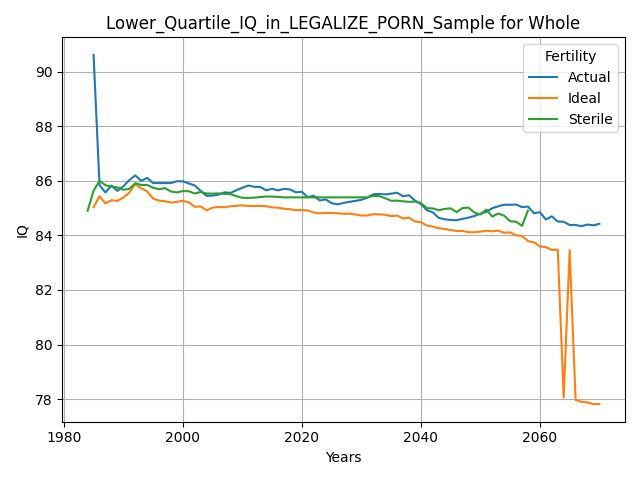 Lower_Quartile_IQ_in_LEGALIZE_PORN_Sample for Whole
Fertility
Actual
Ideal
Sterile
IQ
90
88
86
84
82
80
78
1980
2000
2020
2040
2060
Years